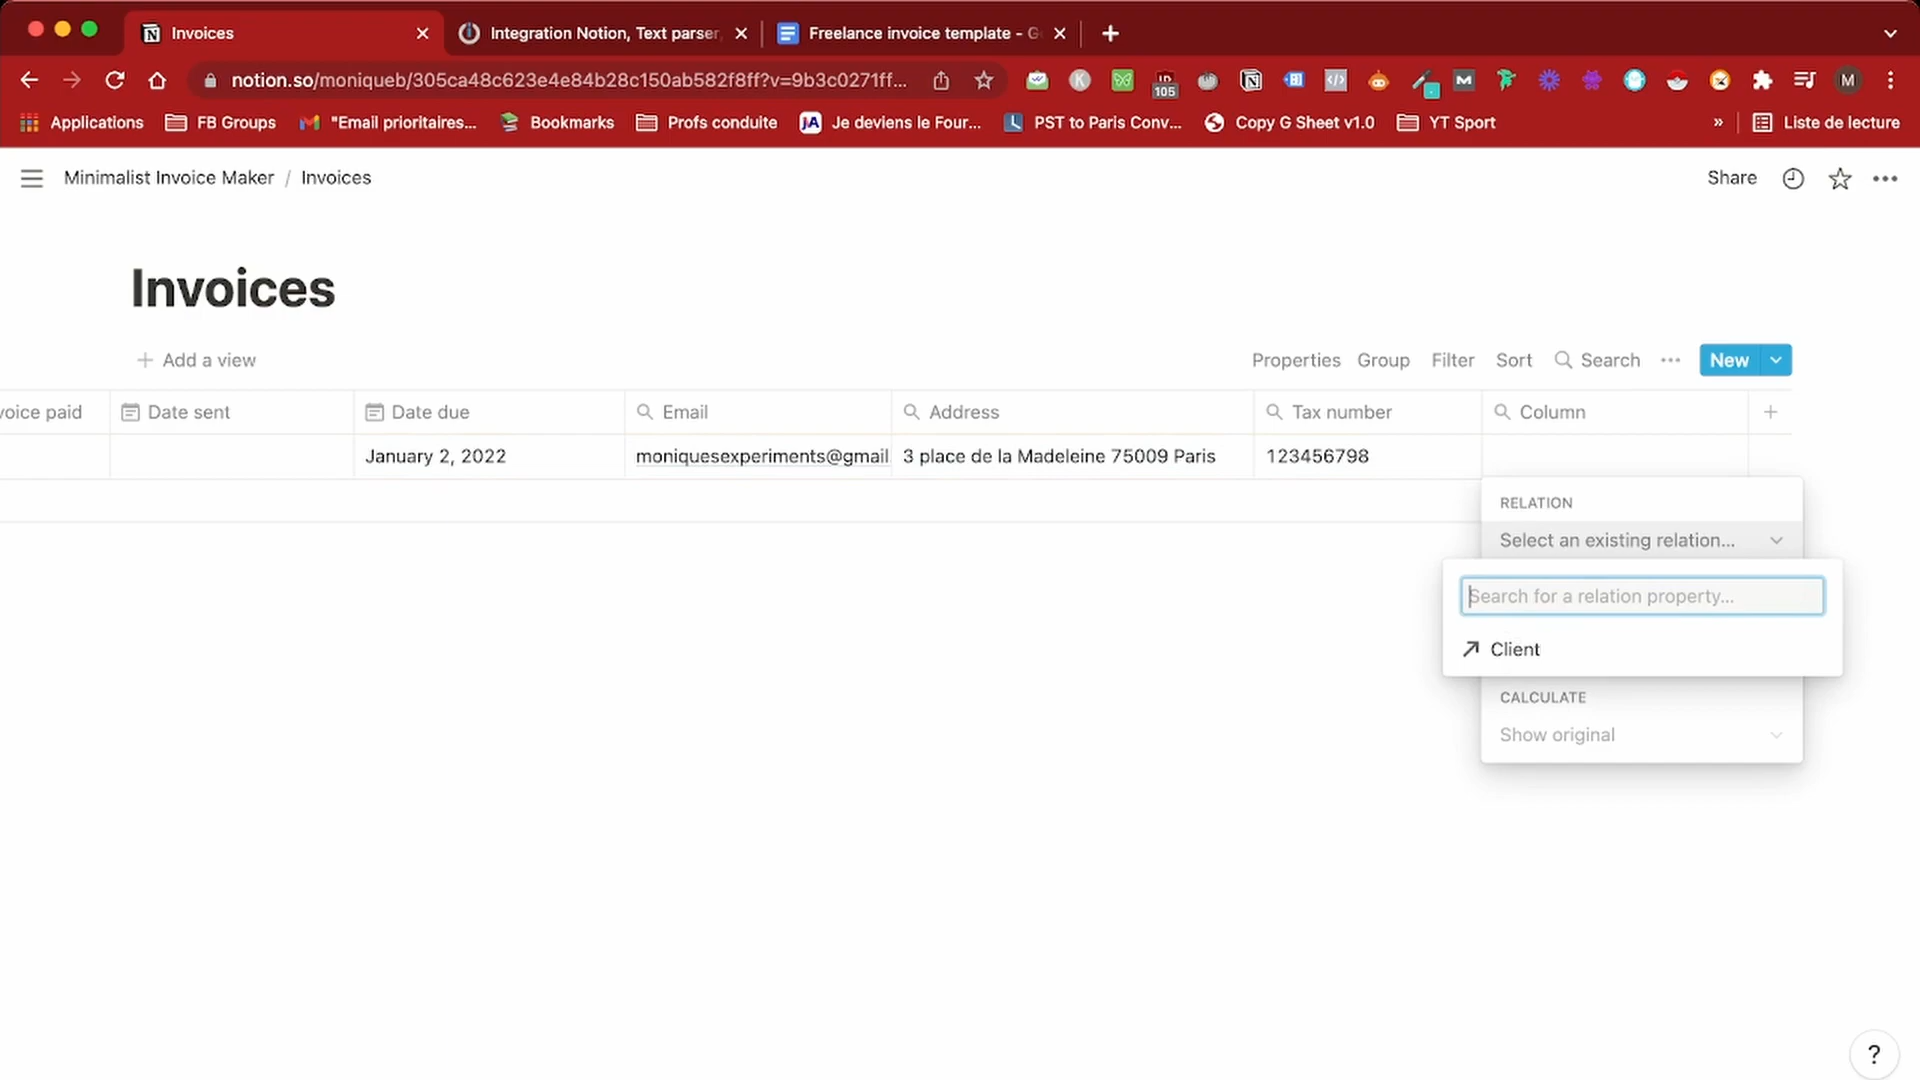 Invoices
Integration Notion, Text parser,
Freelance invoice template - G
notion.so/moniqueb/305ca48c623e4e84b28c150ab582f8ff?v=9b3c0271ff...
105
M
Applications
FB Groups
"Email prioritaires...
Bookmarks
Profs conduite
Je deviens le Four...
PST to Paris Conv...
Copy G Sheet v1.0
YT Sport
»
Liste de lecture
Minimalist Invoice Maker / Invoices
Share
Invoices
+ Add a view
Properties
Group
Filter
Sort
Search
New
voice paid
Date sent
Date due
Email
Address
Tax number
Column
January 2, 2022
moniquesexperiments@gmail
3 place de la Madeleine 75009 Paris
123456798
RELATION
Select an existing relation...
Search for a relation property...
Client
CALCULATE
Show original
?